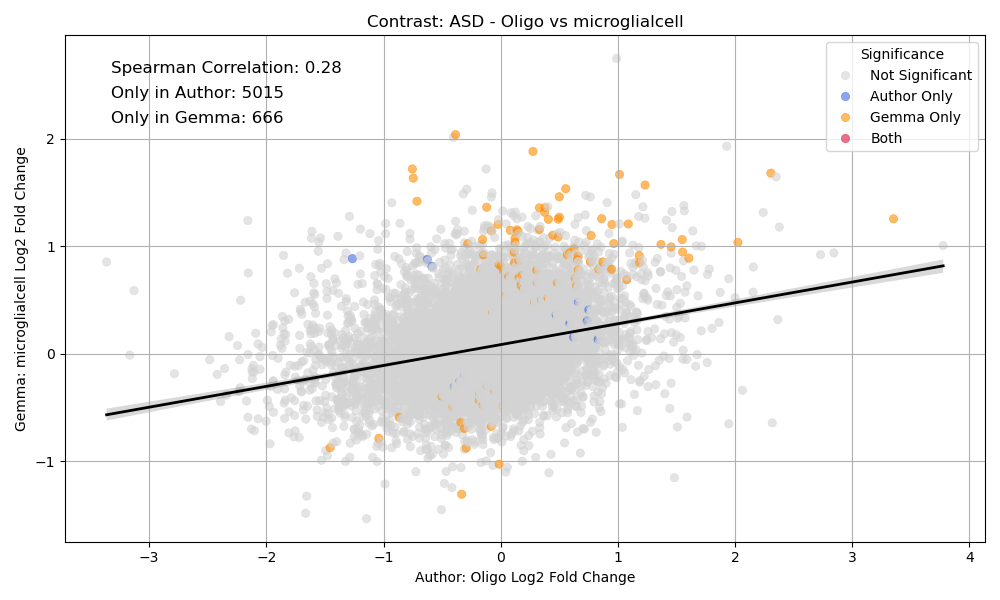 Contrast: ASD - Oligo vs microglialcell
Spearman Correlation: 0.28
Only in Author: 5015
Only in Gemma: 666
Significance
Not Significant
Author Only
Gemma Only
Both
Gemma: microglialcell Log2 Fold Change
2
1
0
−1
−3
−2
−1
0
1
2
3
4
Author: Oligo Log2 Fold Change